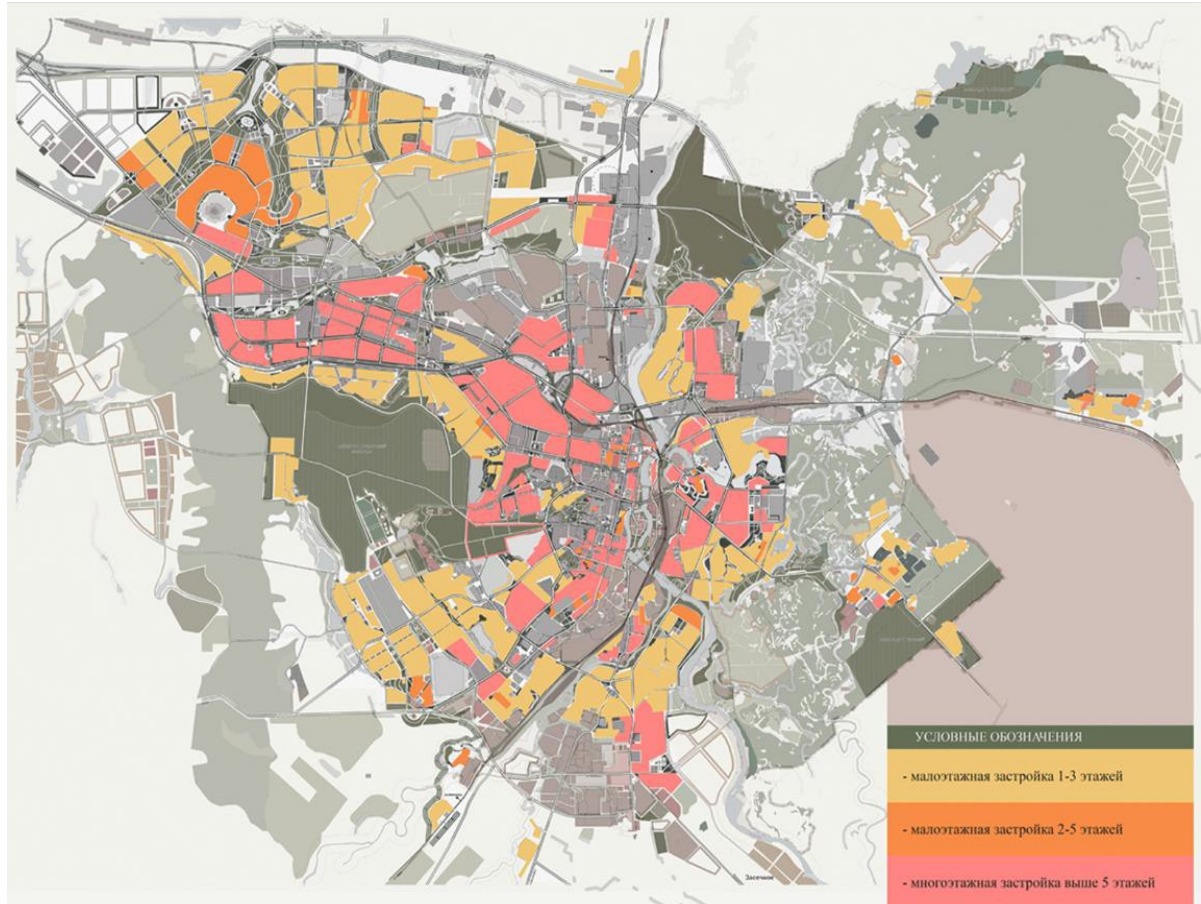 Засечное
УСЛОВНЫЕ ОБОЗНАЧЕНИЯ
- малоэтажная застройка 1-3 этажей
- малоэтажная застройка 2-5 этажей
- многоэтажная застройка выше 5 этажей